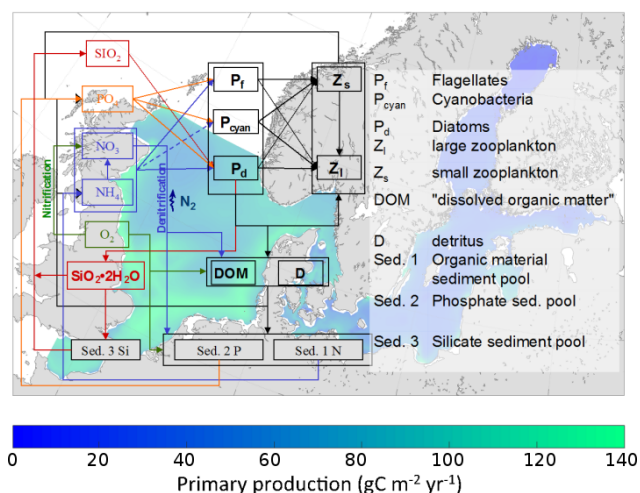 SIO2
PO4
NO3
NH4
O2
SiO2•2H2O
Nitrification
Denitrification
N2
Pf
Pcyan
Pd
Zs
Zl
DOM
D
Sed. 3 Si
Sed. 2 P
Sed. 1 N
Pf Flagellates
Pcyan Cyanobacteria
Pd Diatoms
Zl large zooplankton
Zs small zooplankton
DOM "dissolved organic matter"
D detritus
Sed. 1 Organic material
sediment pool
Sed. 2 Phosphate sed. pool
Sed. 3 Silicate sediment pool
0 20 40 60 80 100 120 140
Primary production (gC m-2 yr-1)